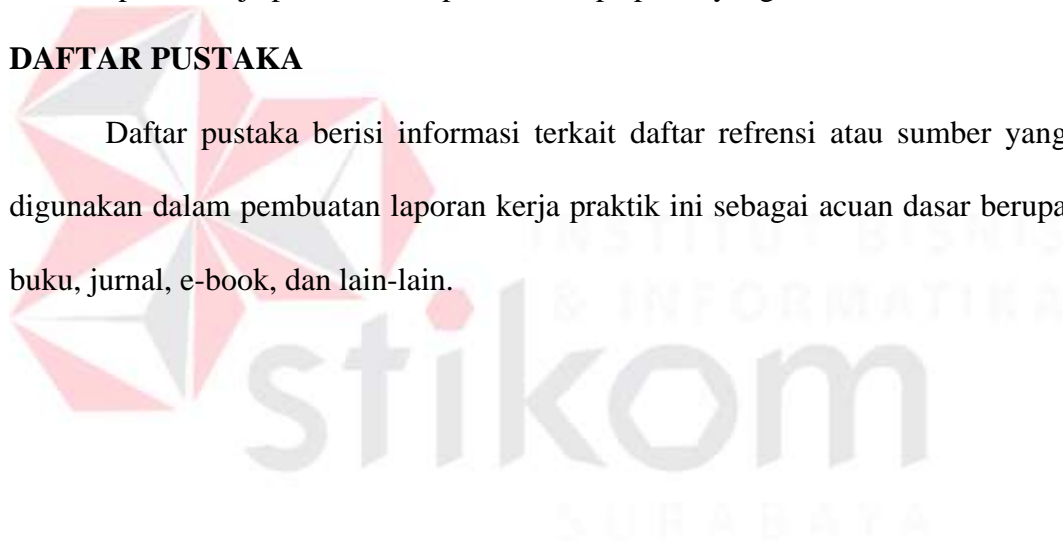 DAFTAR PUSTAKA
Daftar pustaka berisi informasi terkait daftar refrensi atau sumber yang
digunakan dalam pembuatan laporan kerja praktik ini sebagai acuan dasar berupa
buku, jurnal, e-book, dan lain-lain.
INSTITUT BISNIS
& INFORMATIKA
stikom
SURABAYA